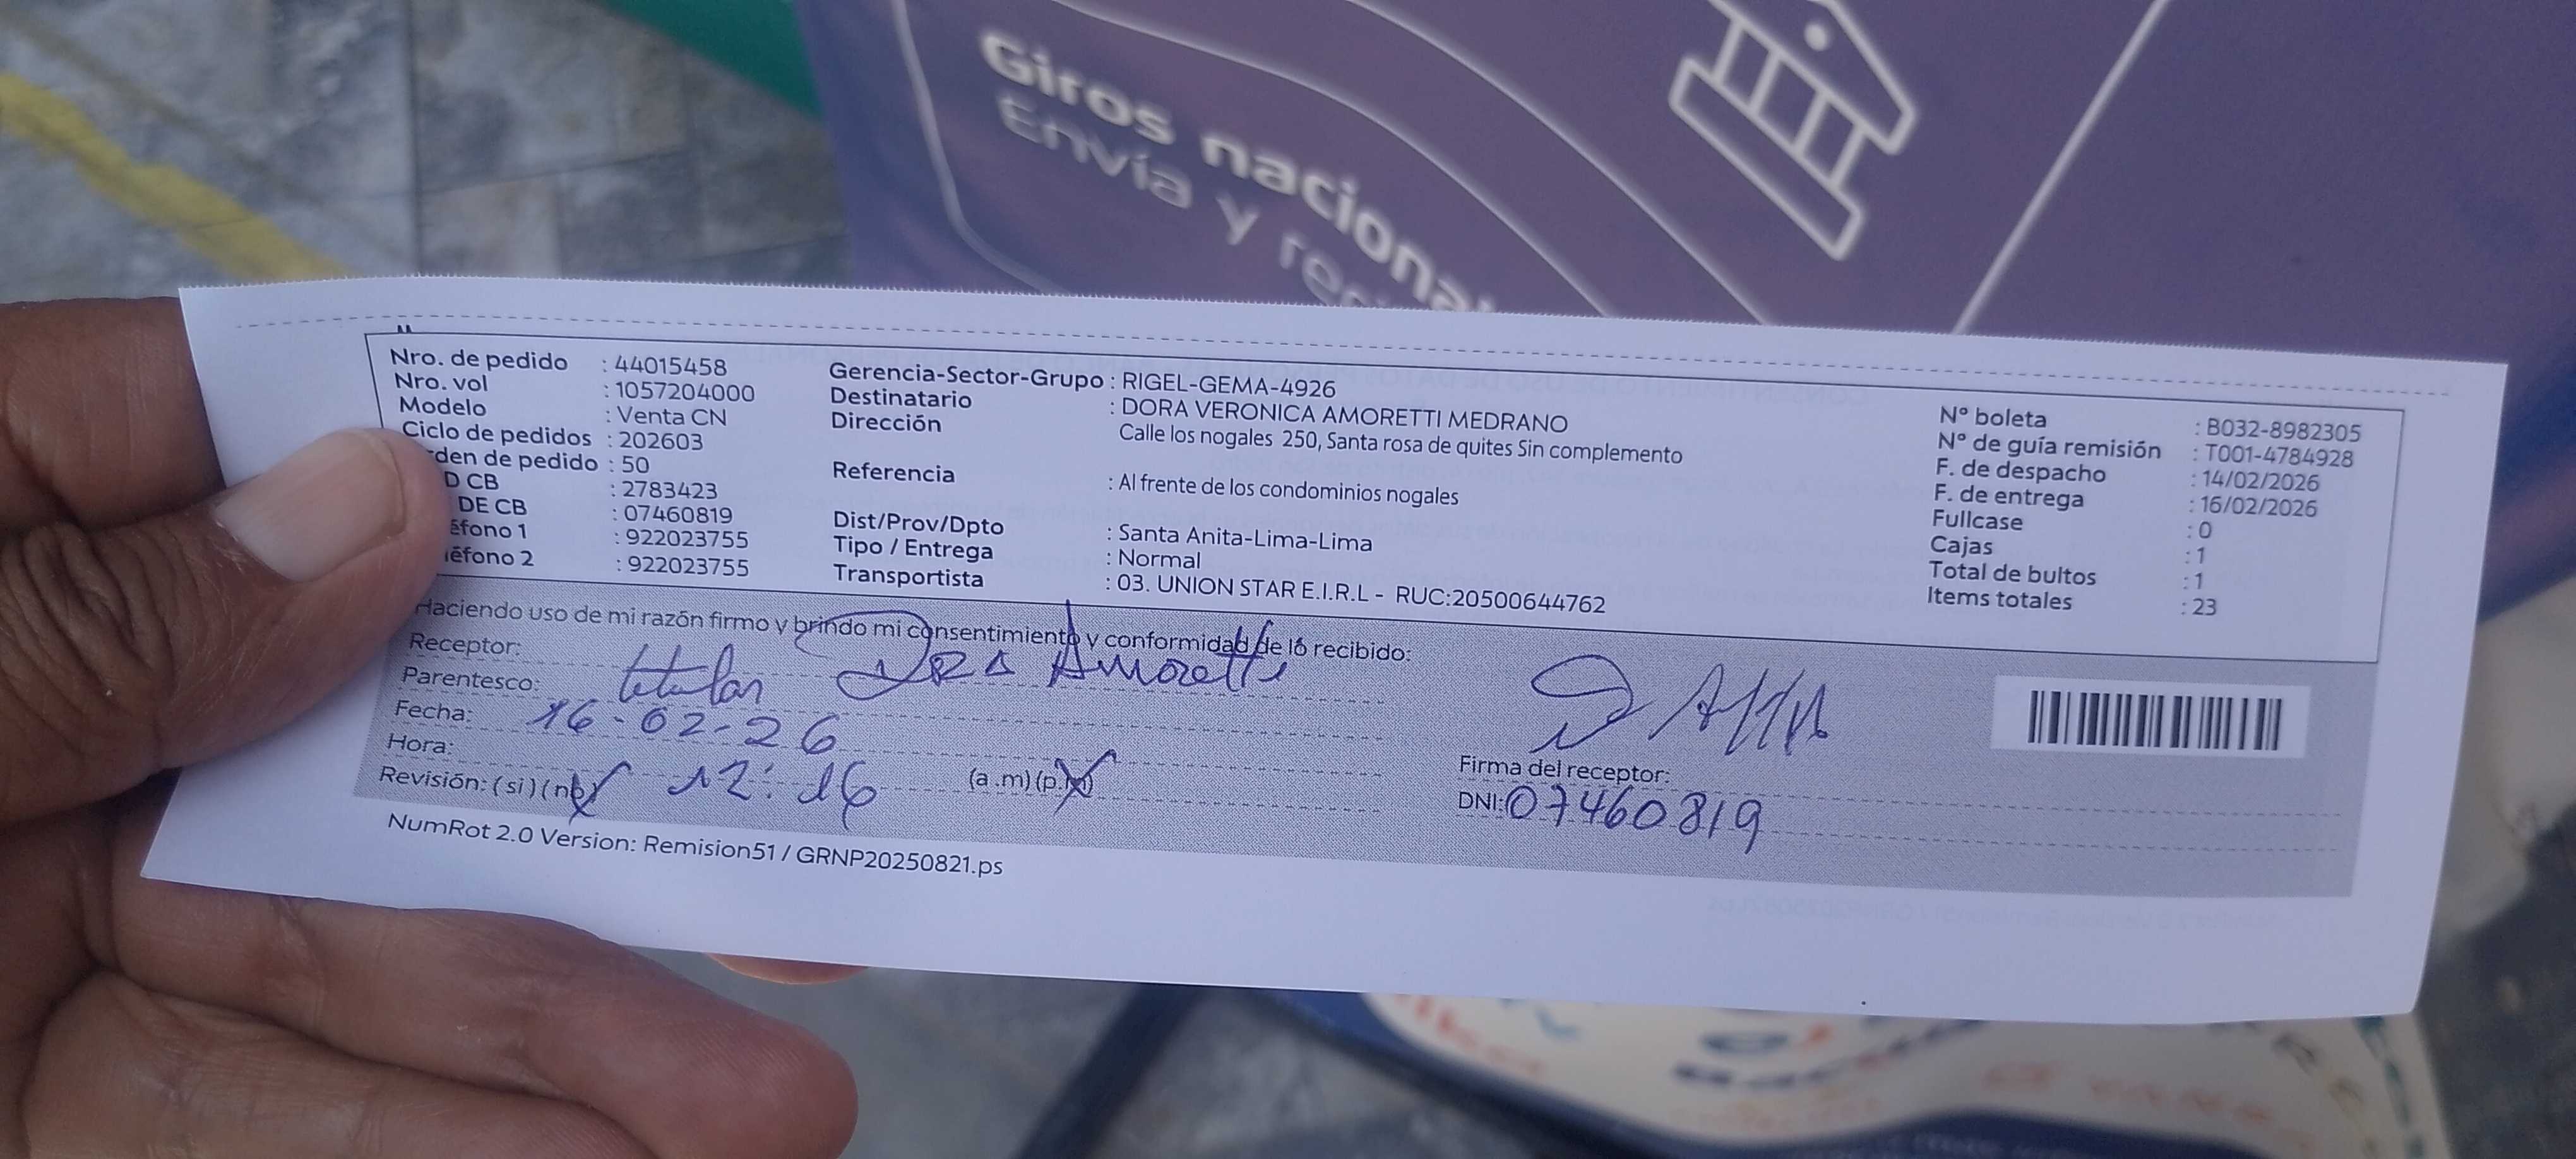 Giros nacional
Envía y rec
Nro. de pedido : 44015458
Nro. vol : 1057204000
Modelo : Venta CN
Ciclo de pedidos : 202603
den de pedido : 50
D CB : 2783423
DE CB : 07460819
éfono 1 : 922023755
léfono 2 : 922023755
Gerencia-Sector-Grupo : RIGEL-GEMA-4926
Destinatario : DORA VERONICA AMORETTI MEDRANO
Dirección : Calle los nogales 250, Santa rosa de quites Sin complemento
Referencia : Al frente de los condominios nogales
Dist/Prov/Dpto : Santa Anita-Lima-Lima
Tipo / Entrega : Normal
Transportista : 03. UNION STAR E.I.R.L - RUC:20500644762
N° boleta : B032-8982305
N° de guía remisión : T001-4784928
F. de despacho : 14/02/2026
F. de entrega : 16/02/2026
Fullcase : 0
Cajas : 1
Total de bultos : 1
Items totales : 23
Haciendo uso de mi razón firmo y brindo mi consentimiento y conformidad de lo recibido:
Receptor: Dora Amoretti
Parentesco: titular
Fecha: 16-02-26
Hora: 12:16 (a.m) (p.m)
Revisión: (si) (no)
Firma del receptor:
DNI: 07460819
NumRot 2.0 Version: Remision51 / GRNP20250821.ps